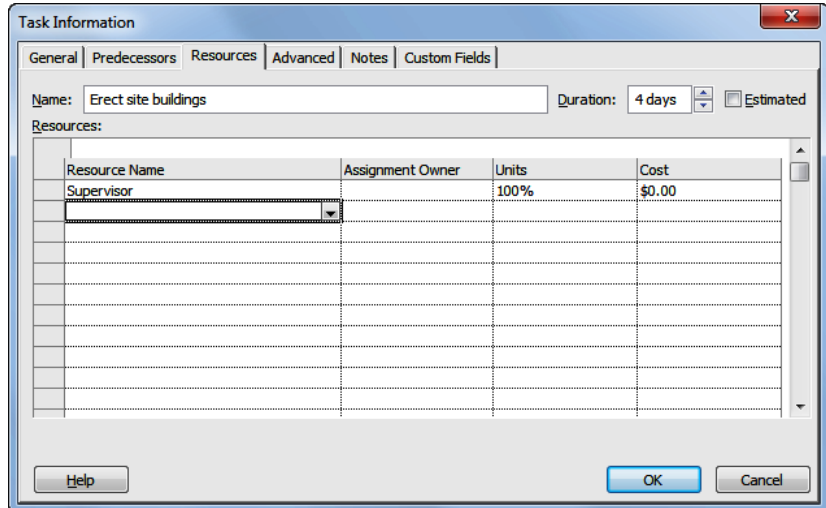 Task Information
X
General Predecessors Resources Advanced Notes Custom Fields
Name: Erect site buildings Duration: 4 days Estimated
Resources:
Resource Name Assignment Owner Units Cost
Supervisor 100% $0.00
Help OK Cancel